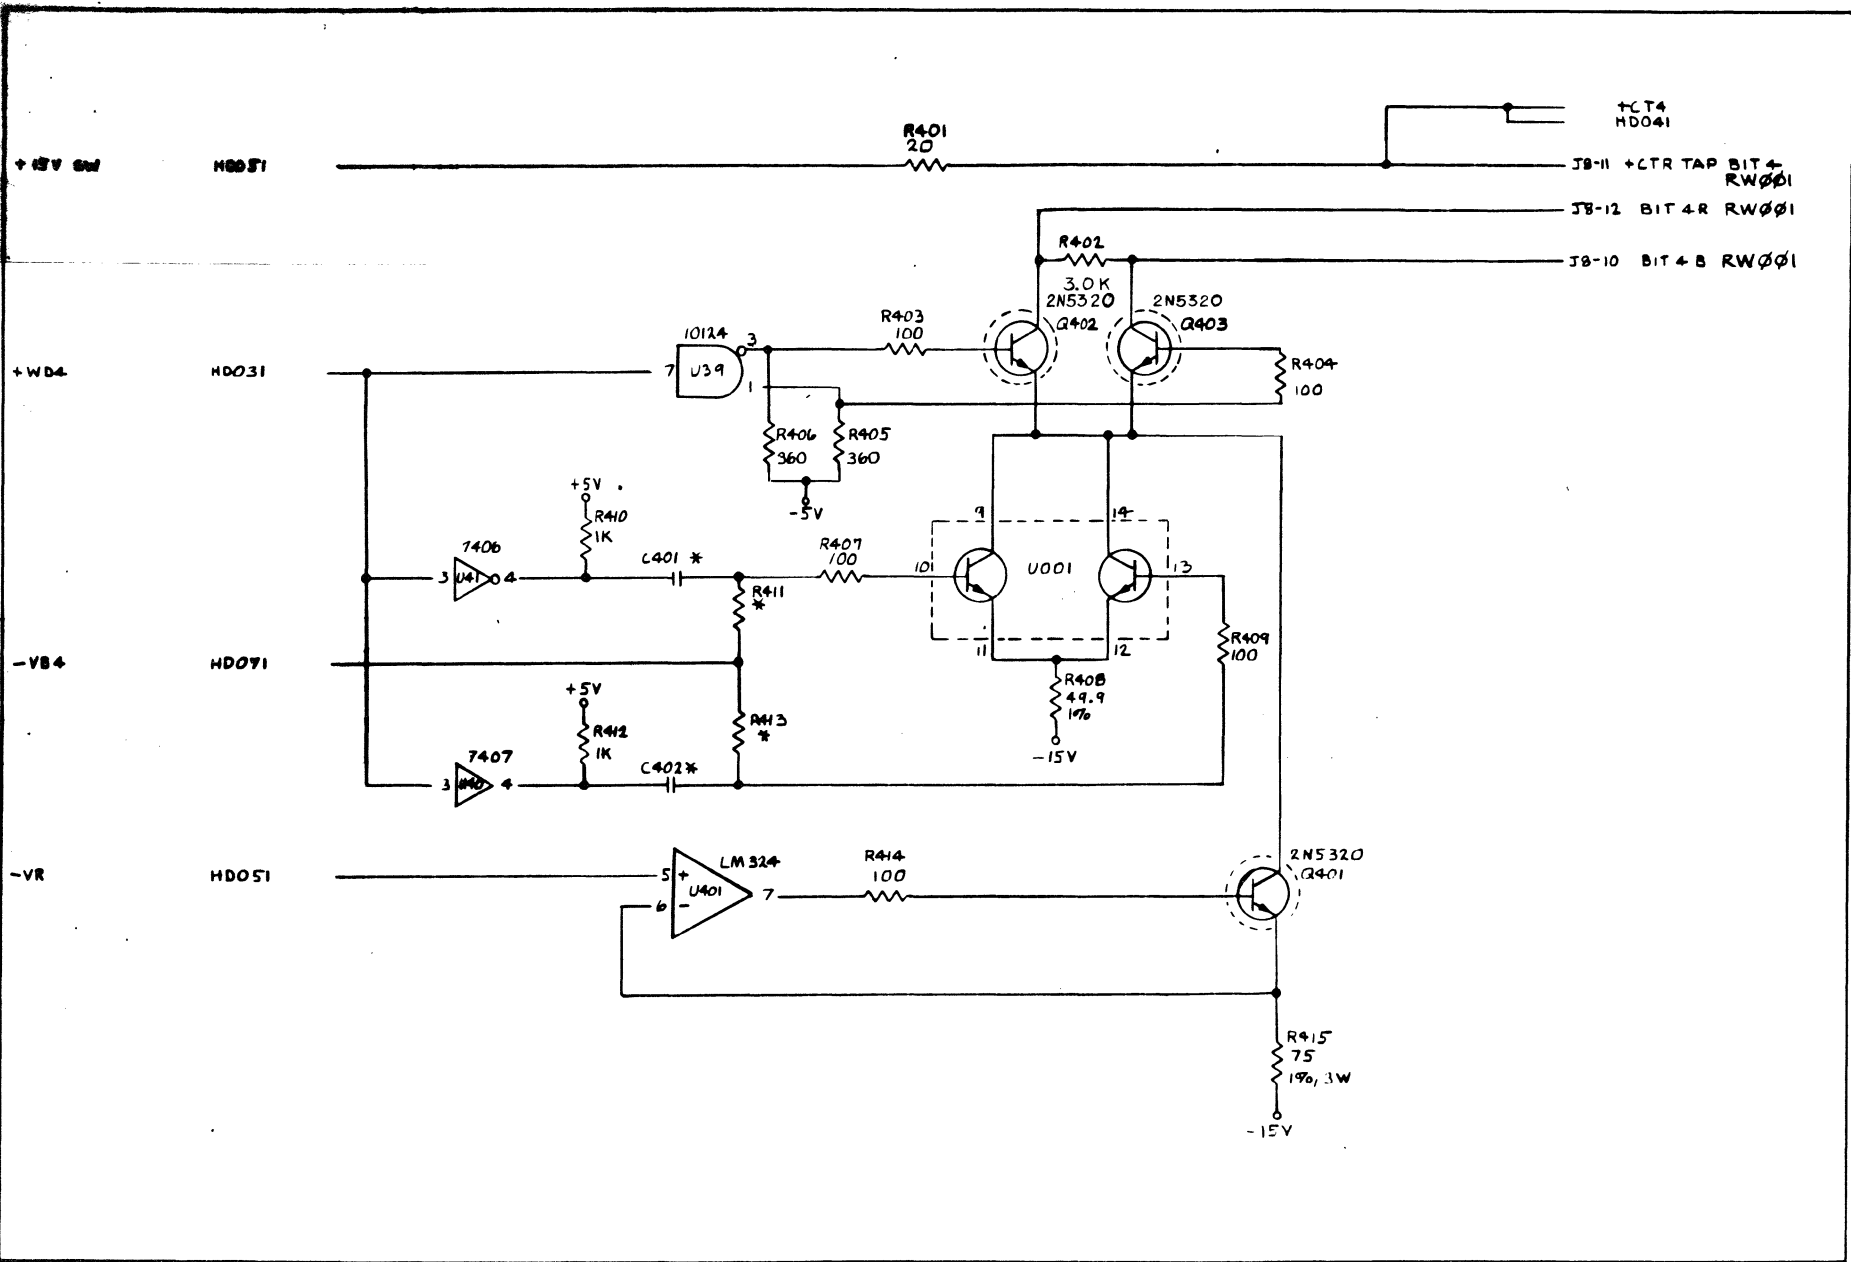 +CT4
HD041
R401
20
+15V SW HDD51
J8-11 +CTR TAP BIT 4
RWØØ1
J8-12 BIT 4R RWØØ1
R402
J8-10 BIT 4 B RWØØ1
3.0K
2N5320 2N5320
Q402 Q403
R403
100
10124
3
+WD4 HD031
7 U39
1
R404
100
R406 R405
360 360
-5V
+5V
R410
1K
9 14
7406
C401 *
R407
100
3 U41 4
10 U001 13
R411
*
R409
100
11 12
-VB4 HD071
R408
49.9
1%
-15V
+5V
R412
1K
R413
*
7407
C402*
3 U40 4
LM324
R414
100
2N5320
Q401
-VR HD051
5 +
U401 7
6 -
R415
75
1%, 3W
-15V